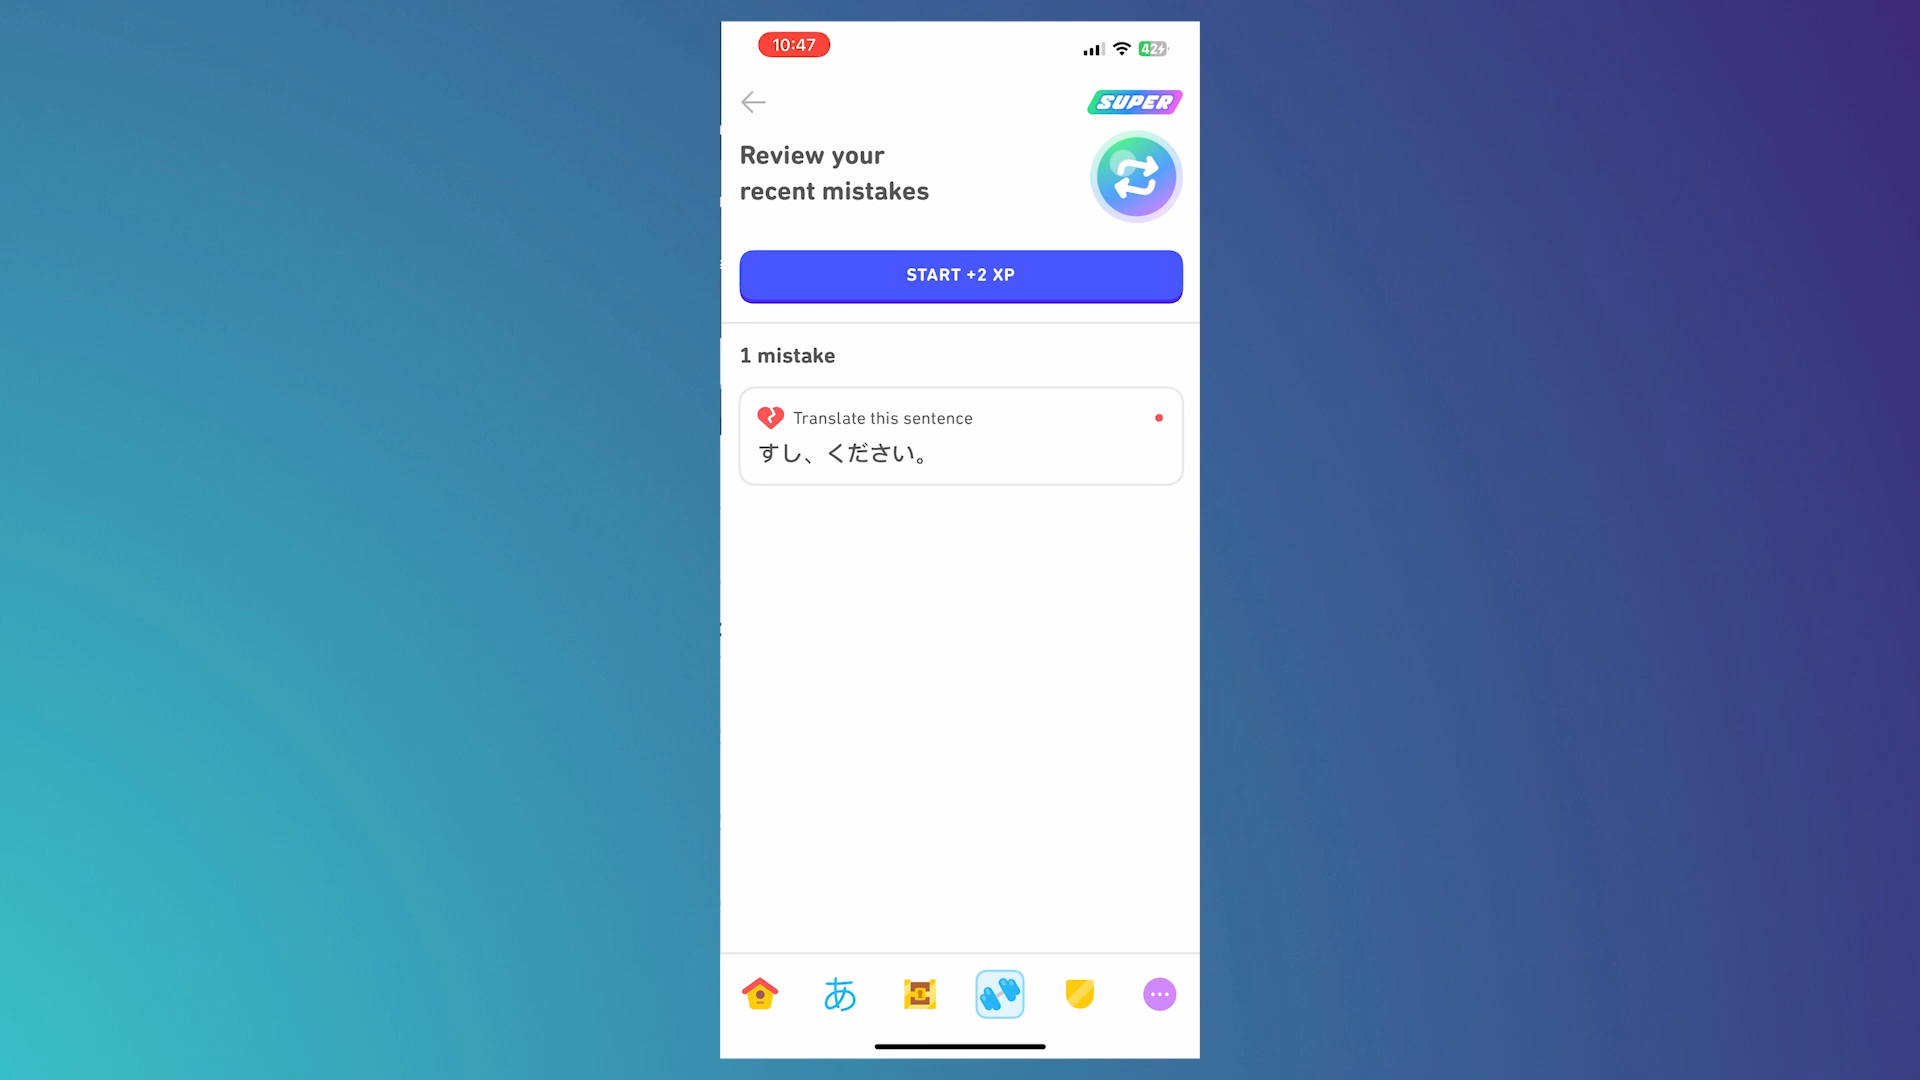 10:47
42
SUPER
Review your
recent mistakes
START +2 XP
1 mistake
Translate this sentence
すし、ください。
あ